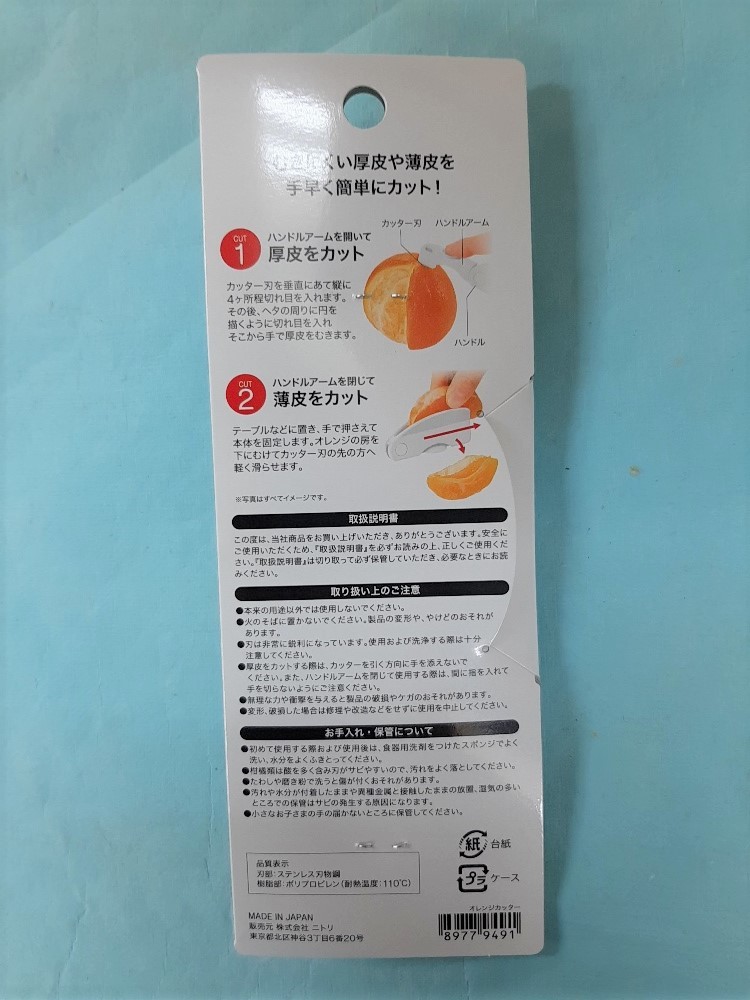 くい厚皮や薄皮を
手早く簡単にカット!
カッター刃 ハンドルアーム
CUT
1
ハンドルアームを開いて
厚皮をカット
カッター刃を垂直にあて縦に
4ヶ所程切れ目を入れます。
その後、ヘタの周りに円を
描くように切れ目を入れ
そこから手で厚皮をむきます。
ハンドル
CUT
2
ハンドルアームを閉じて
薄皮をカット
テーブルなどに置き、手で押さえて
本体を固定します。オレンジの房を
下にむけてカッター刃の先の方へ
軽く滑らせます。
※写真はすべてイメージです。
取扱説明書
この度は、当社商品をお買い上げいただき、ありがとうございます。安全に
ご使用いただくため、『取扱説明書』を必ずお読みの上、正しくご使用くだ
さい。『取扱説明書』は切り取って必ず保管していただき、必要なときにお読
みください。
取り扱い上のご注意
●本来の用途以外では使用しないでください。
●火のそばに置かないでください。製品の変形や、やけどのおそれが
あります。
●刃は非常に鋭利になっています。使用および洗浄する際は十分
注意してください。
●厚皮をカットする際は、カッターを引く方向に手を添えないで
ください。また、ハンドルアームを閉じて使用する際は、間に指を入れて
手を切らないようにご注意ください。
●無理な力や衝撃を与えると製品の破損やケガのおそれがあります。
●変形、破損した場合は修理や改造などをせずに使用を中止してください。
お手入れ・保管について
●初めて使用する際および使用後は、食器用洗剤をつけたスポンジでよく
洗い、水分をよくふきとってください。
●柑橘類は酸を多く含み刃がサビやすいので、汚れをよく落としてください。
●たわしや磨き粉で洗うと傷が付くおそれがあります。
●汚れや水分が付着したままや異種金属と接触したままの放置、湿気の多い
ところでの保管はサビの発生する原因になります。
●小さなお子さまの手の届かないところに保管してください。
紙 台紙
プラ ケース
品質表示
刃部:ステンレス刃物鋼
樹脂部:ポリプロピレン(耐熱温度:110℃)
オレンジカッター
MADE IN JAPAN
販売元 株式会社 ニトリ
東京都北区神谷3丁目6番20号
8977 9491